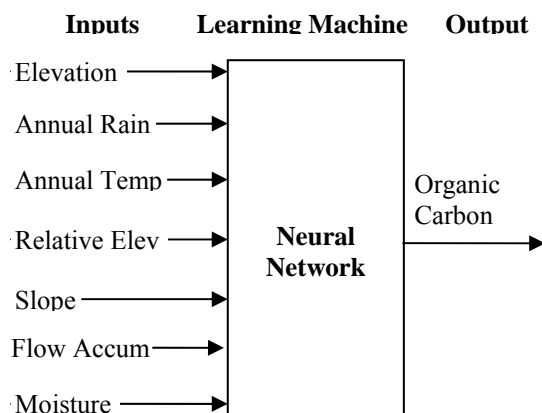 Inputs Learning Machine Output
Elevation
Annual Rain
Annual Temp
Relative Elev
Slope
Flow Accum
Moisture
Neural
Network
Organic
Carbon